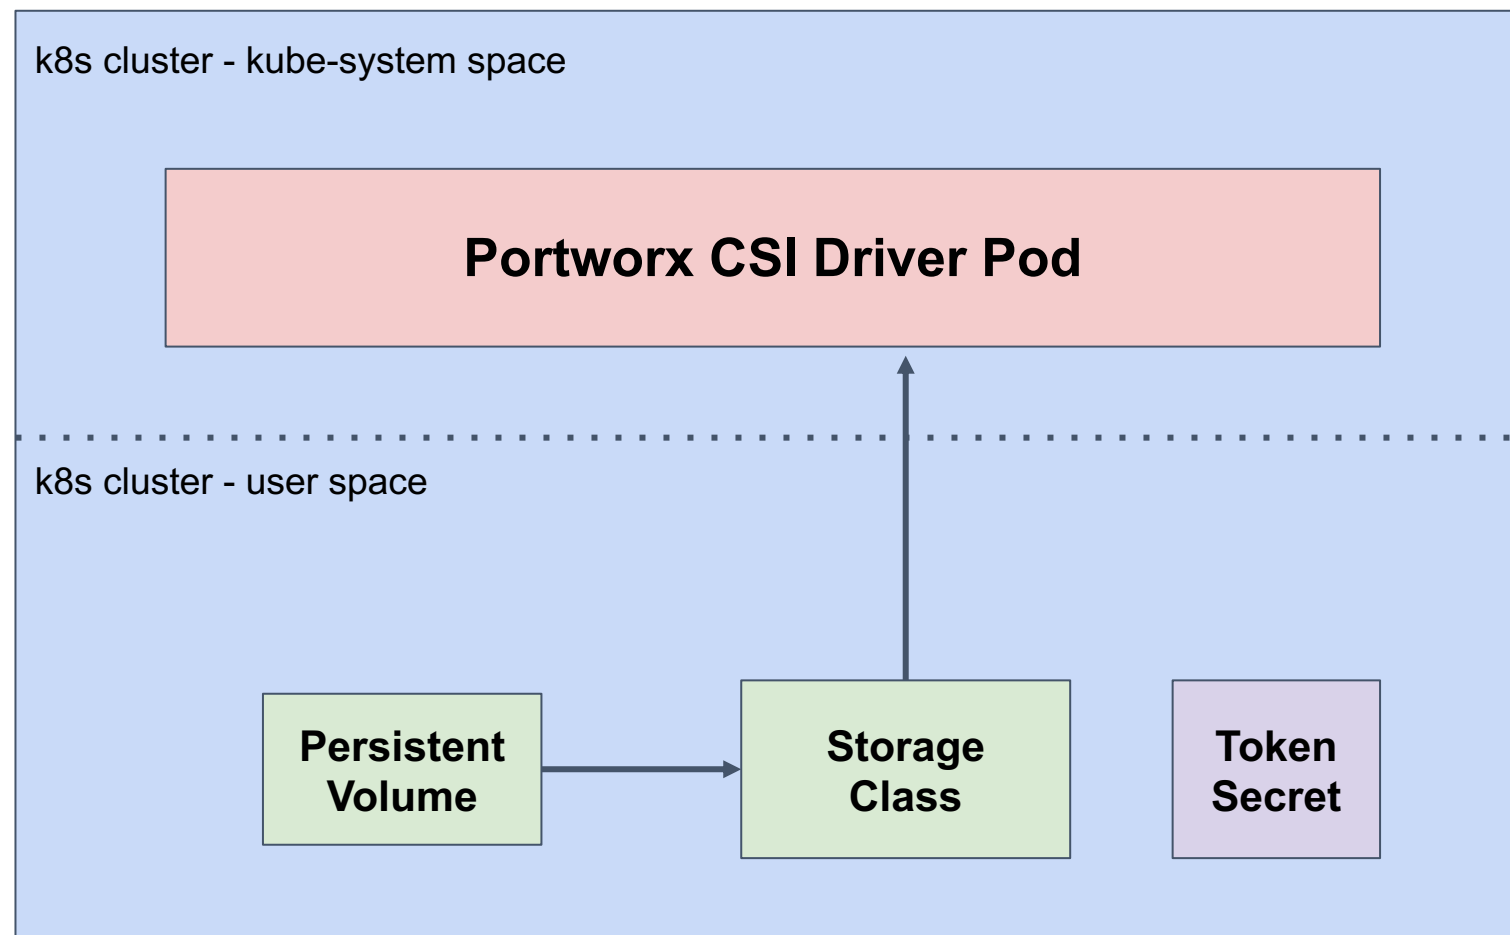 k8s cluster - kube-system space
Portworx CSI Driver Pod
k8s cluster - user space
Persistent
Volume
Storage
Class
Token
Secret